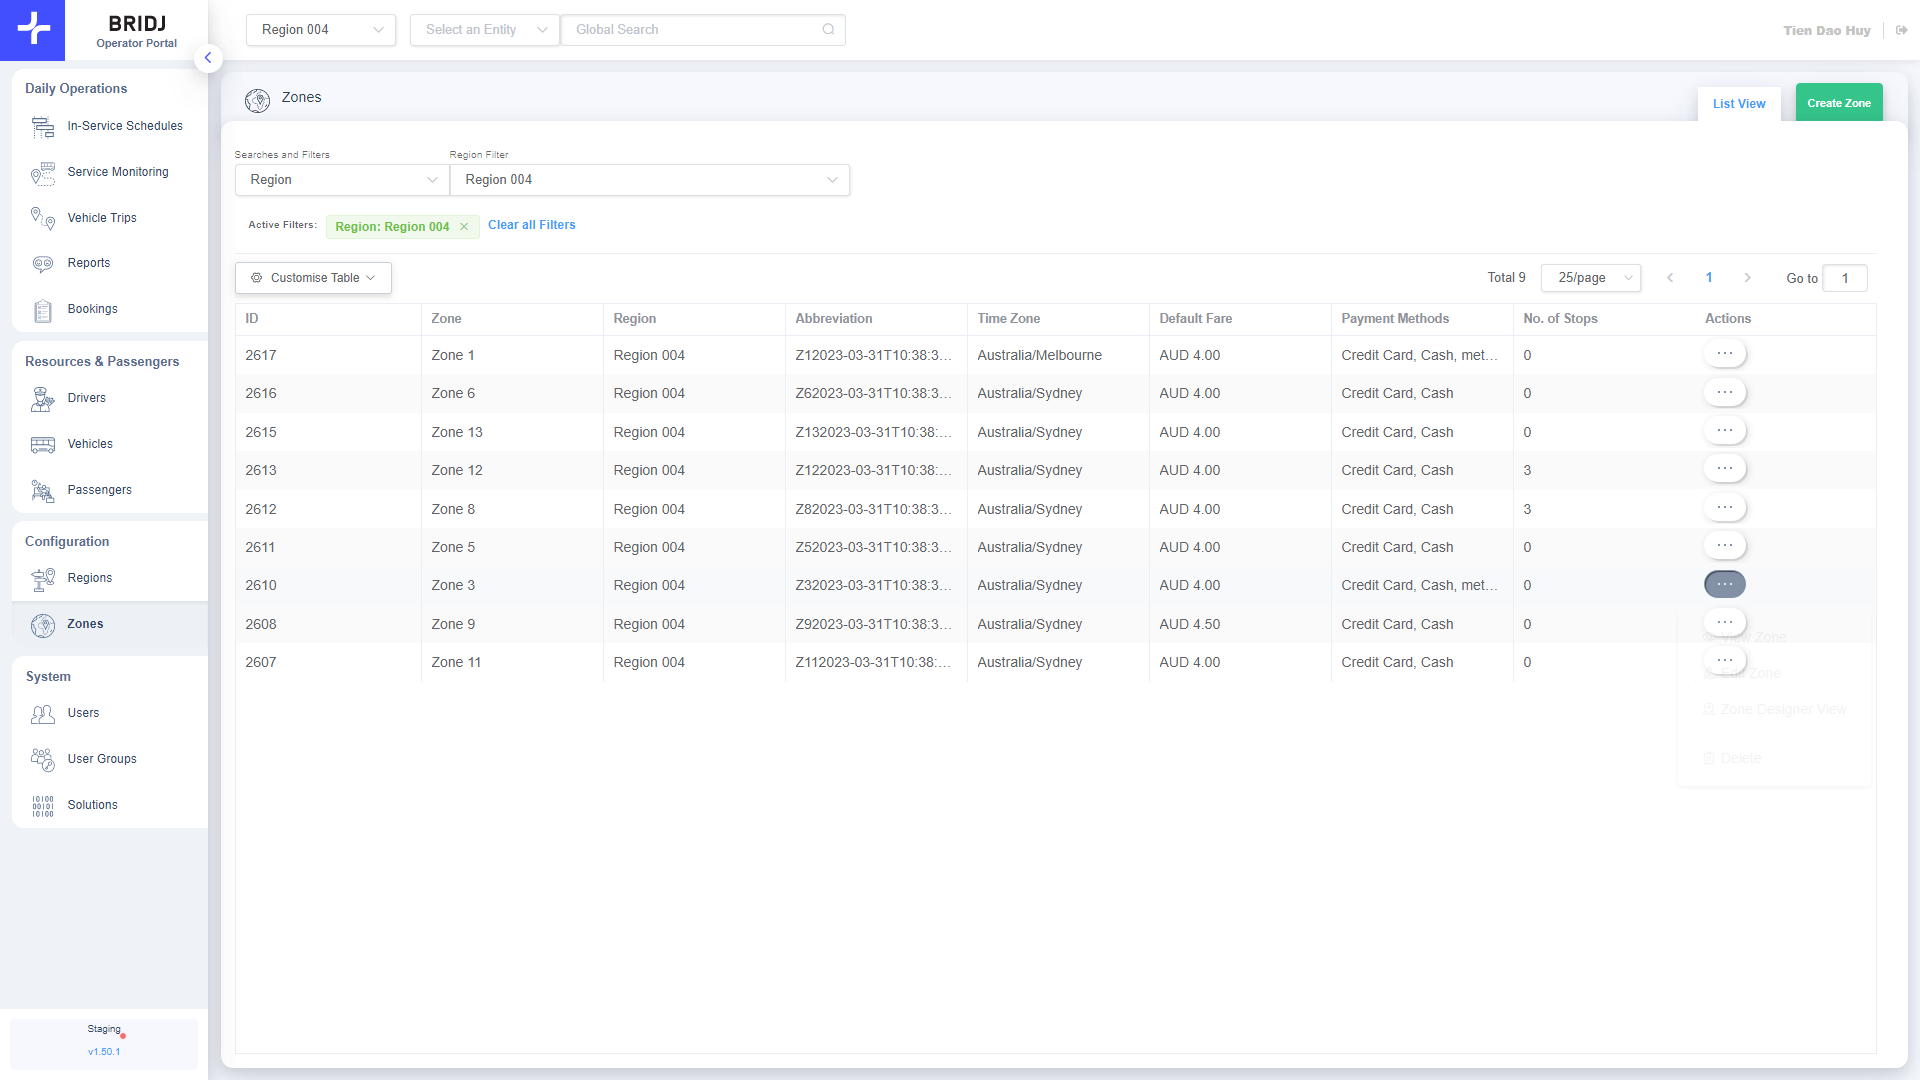 BRIDJ
Operator Portal
Region 004
Select an Entity
Global Search
Tien Dao Huy
Daily Operations
In-Service Schedules
Service Monitoring
Vehicle Trips
Reports
Bookings
Resources & Passengers
Drivers
Vehicles
Passengers
Configuration
Regions
Zones
System
Users
User Groups
Solutions
Staging
v1.50.1
Zones
List View
Create Zone
Searches and Filters
Region Filter
Region
Region 004
Active Filters:
Region: Region 004
Clear all Filters
Customise Table
Total 9
25/page
1
Go to
1
ID Zone Region Abbreviation Time Zone Default Fare Payment Methods No. of Stops Actions
2617 Zone 1 Region 004 Z12023-03-31T10:38:3... Australia/Melbourne AUD 4.00 Credit Card, Cash, met... 0
2616 Zone 6 Region 004 Z62023-03-31T10:38:3... Australia/Sydney AUD 4.00 Credit Card, Cash 0
2615 Zone 13 Region 004 Z132023-03-31T10:38:... Australia/Sydney AUD 4.00 Credit Card, Cash 0
2613 Zone 12 Region 004 Z122023-03-31T10:38:... Australia/Sydney AUD 4.00 Credit Card, Cash 3
2612 Zone 8 Region 004 Z82023-03-31T10:38:3... Australia/Sydney AUD 4.00 Credit Card, Cash 3
2611 Zone 5 Region 004 Z52023-03-31T10:38:3... Australia/Sydney AUD 4.00 Credit Card, Cash 0
2610 Zone 3 Region 004 Z32023-03-31T10:38:3... Australia/Sydney AUD 4.00 Credit Card, Cash, met... 0
2608 Zone 9 Region 004 Z92023-03-31T10:38:3... Australia/Sydney AUD 4.50 Credit Card, Cash 0
2607 Zone 11 Region 004 Z112023-03-31T10:38:... Australia/Sydney AUD 4.00 Credit Card, Cash 0
View Zone
Edit Zone
Zone Designer View
Delete